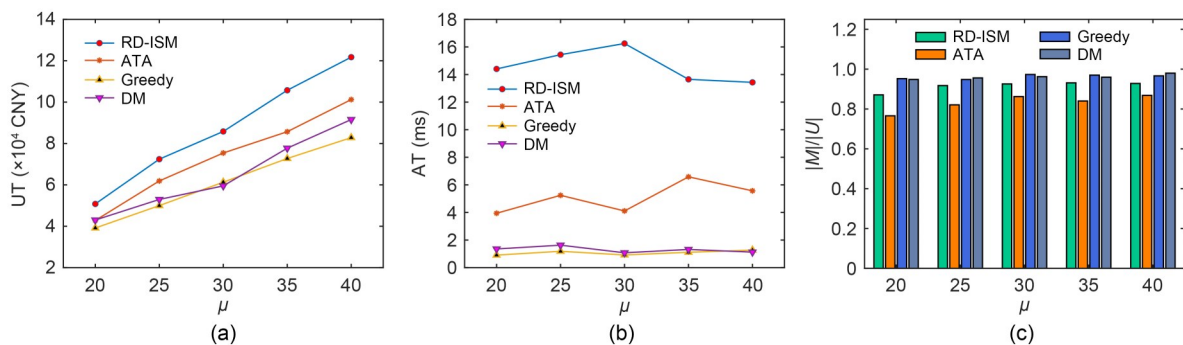 14
12
10
8
6
4
2
UT (×10⁴ CNY)
RD-ISM
ATA
Greedy
DM
20 25 30 35 40
μ
(a)
18
16
14
12
10
8
6
4
2
0
AT (ms)
RD-ISM
ATA
Greedy
DM
20 25 30 35 40
μ
(b)
1.2
1.0
0.8
0.6
0.4
0.2
0
|M|/|U|
RD-ISM Greedy
ATA DM
20 25 30 35 40
μ
(c)